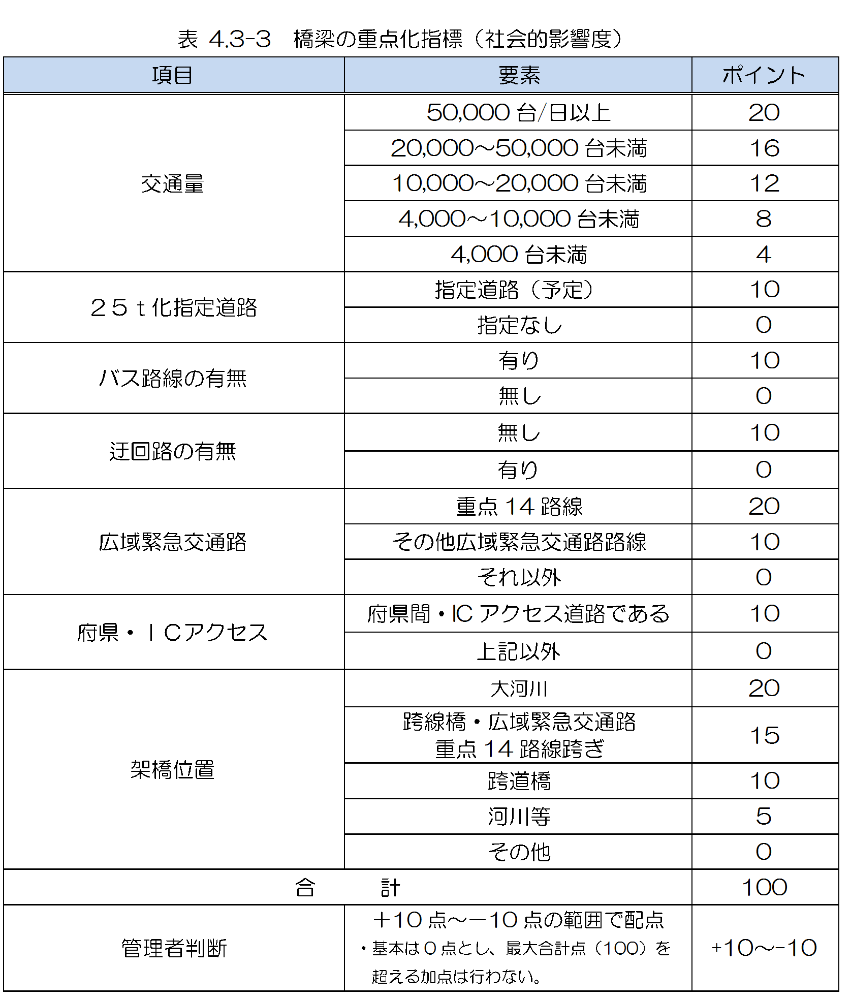 表 4.3-3 橋梁の重点化指標（社会的影響度）
項目 要素 ポイント
交通量
50,000 台/日以上 20
20,000～50,000 台未満 16
10,000～20,000 台未満 12
4,000～10,000 台未満 8
4,000 台未満 4
２５ｔ化指定道路
指定道路（予定） 10
指定なし 0
バス路線の有無
有り 10
無し 0
迂回路の有無
無し 10
有り 0
広域緊急交通路
重点 14 路線 20
その他広域緊急交通路路線 10
それ以外 0
府県・ＩＣアクセス
府県間・IC アクセス道路である 10
上記以外 0
架橋位置
大河川 20
跨線橋・広域緊急交通路
重点 14 路線跨ぎ 15
跨道橋 10
河川等 5
その他 0
合　計 100
管理者判断
＋10 点～－10 点の範囲で配点
・基本は 0 点とし、最大合計点（100）を
超える加点は行わない。
+10～-10